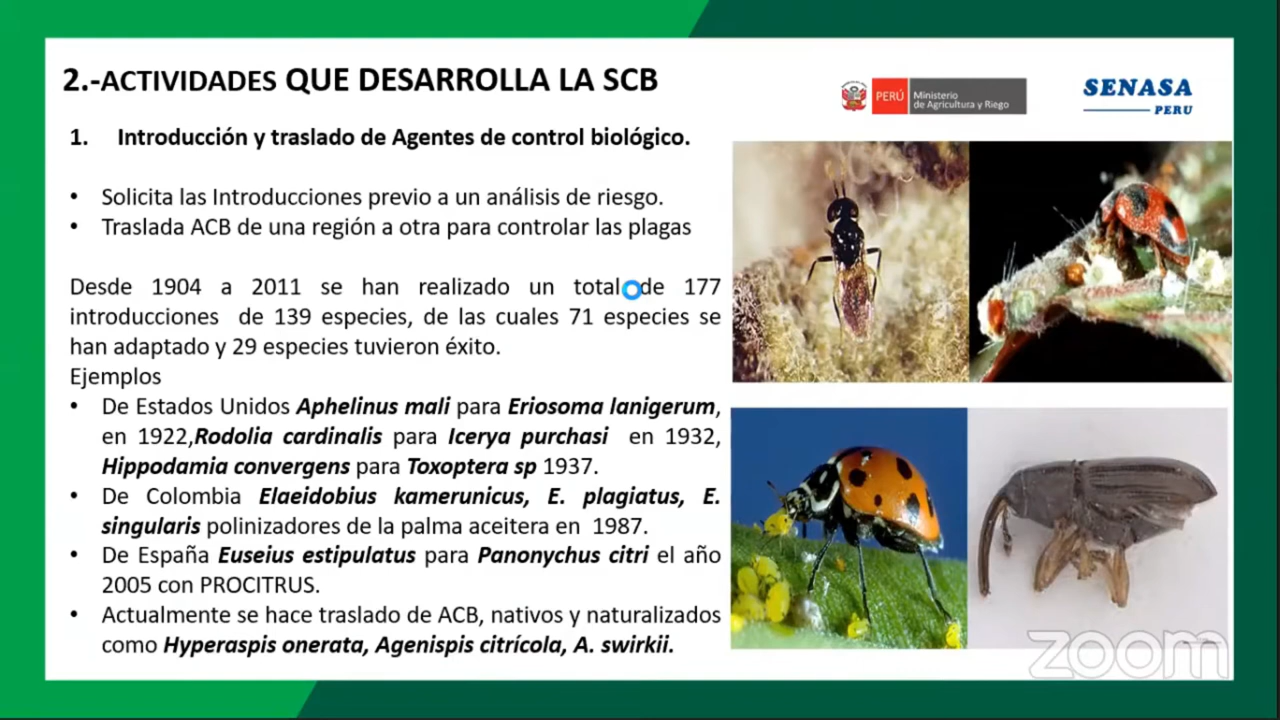 2.-ACTIVIDADES QUE DESARROLLA LA SCB
PERÚ
Ministerio
de Agricultura y Riego
SENASA
PERU
1. Introducción y traslado de Agentes de control biológico.
• Solicita las Introducciones previo a un análisis de riesgo.
• Traslada ACB de una región a otra para controlar las plagas
Desde 1904 a 2011 se han realizado un total de 177
introducciones de 139 especies, de las cuales 71 especies se
han adaptado y 29 especies tuvieron éxito.
Ejemplos
• De Estados Unidos Aphelinus mali para Eriosoma lanigerum,
en 1922,Rodolia cardinalis para Icerya purchasi en 1932,
Hippodamia convergens para Toxoptera sp 1937.
• De Colombia Elaeidobius kamerunicus, E. plagiatus, E.
singularis polinizadores de la palma aceitera en 1987.
• De España Euseius estipulatus para Panonychus citri el año
2005 con PROCITRUS.
• Actualmente se hace traslado de ACB, nativos y naturalizados
como Hyperaspis onerata, Agenispis citrícola, A. swirkii.
zoom